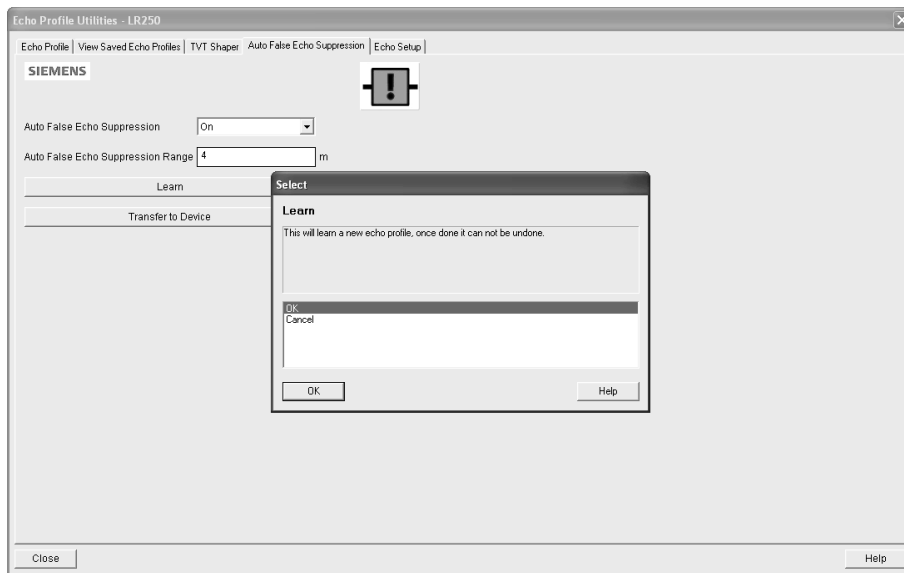 Echo Profile Utilities - LR250
Echo Profile View Saved Echo Profiles TVT Shaper Auto False Echo Suppression Echo Setup
SIEMENS
!
Auto False Echo Suppression On
Auto False Echo Suppression Range 4 m
Learn
Transfer to Device
Select
Learn
This will learn a new echo profile, once done it can not be undone.
OK
Cancel
OK Help
Close Help